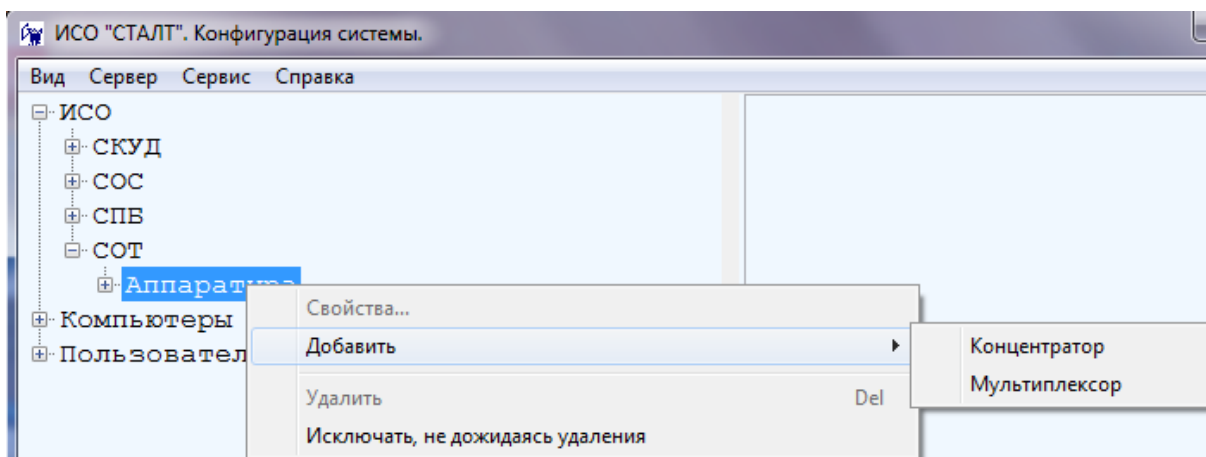 ИСО "СТАЛТ". Конфигурация системы.
Вид Сервер Сервис Справка
ИСО
СКУД
СОС
СПБ
СОТ
Аппаратура
Компьютеры
Пользовател
Свойства...
Добавить
Удалить Del
Исключать, не дожидаясь удаления
Концентратор
Мультиплексор